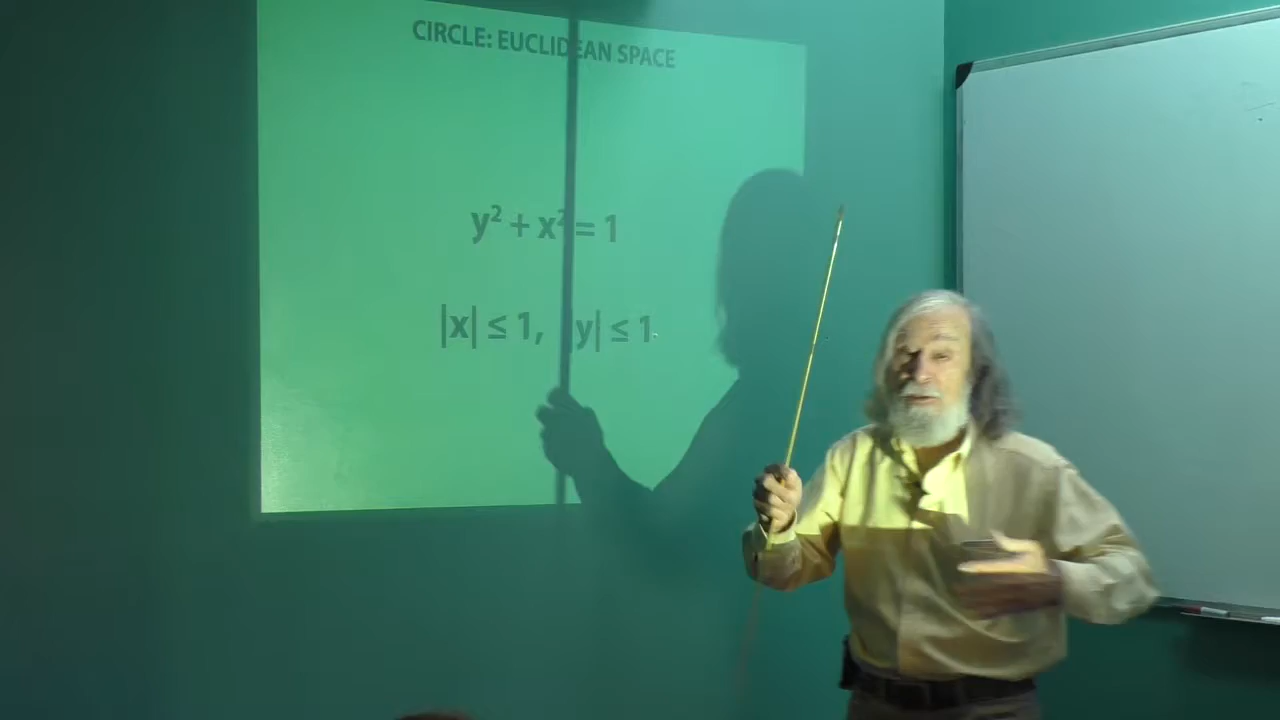 CIRCLE: EUCLIDEAN SPACE
y² + x² = 1
|x| ≤ 1, y| ≤ 1